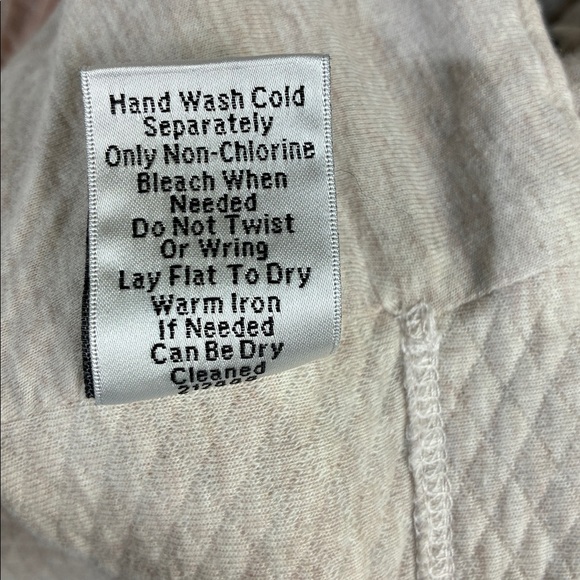 Hand Wash Cold
Separately
Only Non-Chlorine
Bleach When
Needed
Do Not Twist
Or Wring
Lay Flat To Dry
Warm Iron
If Needed
Can Be Dry
Cleaned